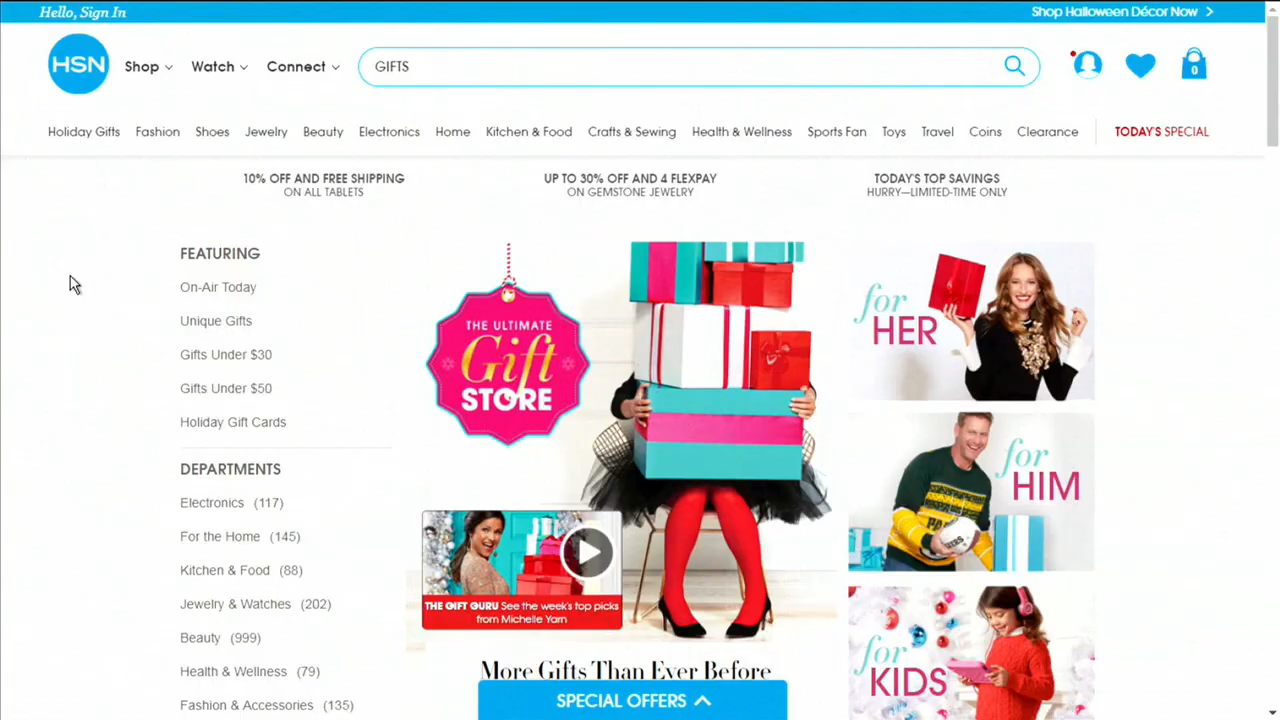 Hello, Sign In
Shop Halloween Décor Now
HSN
Shop
Watch
Connect
GIFTS
0
Holiday Gifts
Fashion
Shoes
Jewelry
Beauty
Electronics
Home
Kitchen & Food
Crafts & Sewing
Health & Wellness
Sports Fan
Toys
Travel
Coins
Clearance
TODAY'S SPECIAL
10% OFF AND FREE SHIPPING
ON ALL TABLETS
UP TO 30% OFF AND 4 FLEXPAY
ON GEMSTONE JEWELRY
TODAY'S TOP SAVINGS
HURRY—LIMITED-TIME ONLY
FEATURING
On-Air Today
Unique Gifts
Gifts Under $30
Gifts Under $50
Holiday Gift Cards
DEPARTMENTS
Electronics (117)
For the Home (145)
Kitchen & Food (88)
Jewelry & Watches (202)
Beauty (999)
Health & Wellness (79)
Fashion & Accessories (135)
THE ULTIMATE
Gift
STORE
THE GIFT GURU See the week's top picks
from Michelle Yarn
More Gifts Than Ever Before
SPECIAL OFFERS
for
HER
for
HIM
for
KIDS